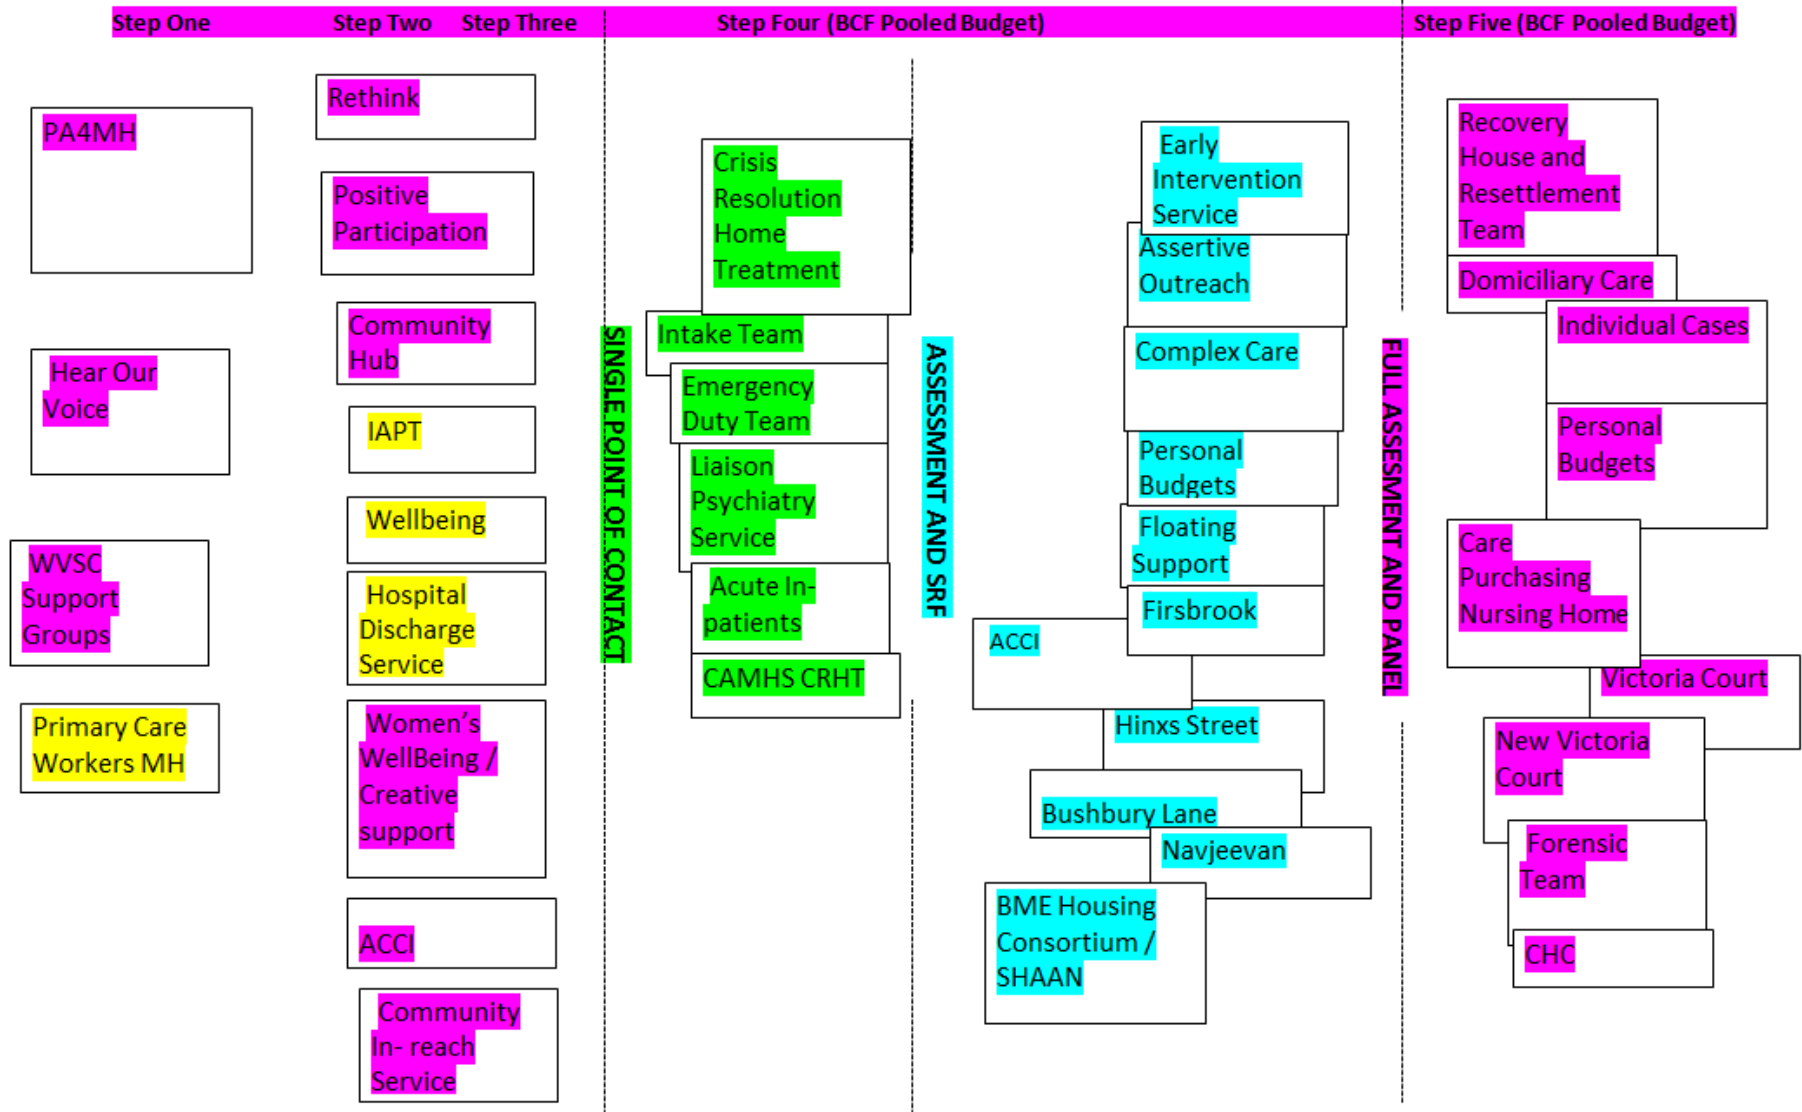 Step One
Step Two
Step Three
Step Four (BCF Pooled Budget)
Step Five (BCF Pooled Budget)
PA4MH
Hear Our
Voice
WVSC
Support
Groups
Primary Care
Workers MH
Rethink
Positive
Participation
Community
Hub
IAPT
Wellbeing
Hospital
Discharge
Service
Women's
WellBeing /
Creative
support
ACCI
Community
In- reach
Service
SINGLE POINT OF CONTACT
Crisis
Resolution
Home
Treatment
Intake Team
Emergency
Duty Team
Liaison
Psychiatry
Service
Acute In-
patients
CAMHS CRHT
ASSESSMENT AND SRF
Early
Intervention
Service
Assertive
Outreach
Complex Care
Personal
Budgets
Floating
Support
Firsbrook
ACCI
Hinxs Street
Bushbury Lane
Navjeevan
BME Housing
Consortium /
SHAAN
FULL ASSESMENT AND PANEL
Recovery
House and
Resettlement
Team
Domiciliary Care
Individual Cases
Personal
Budgets
Care
Purchasing
Nursing Home
Victoria Court
New Victoria
Court
Forensic
Team
CHC